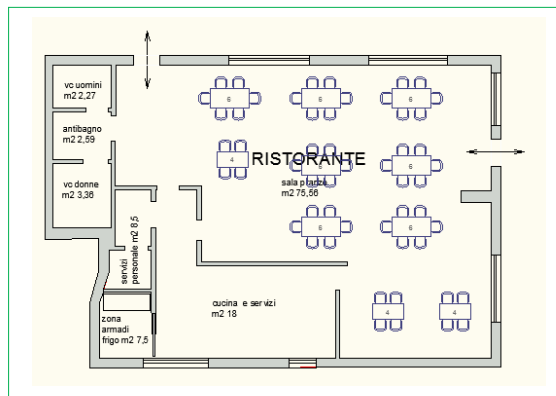 vc uomini
m2 2,27
antibagno
m2 2,59
vc donne
m2 3,36
servizi
personale m2 8,5
zona
armadi
frigo m2 7,5
6
6
6
4
RISTORANTE
sala pranzo
m2 75,56
6
6
6
6
cucina e servizi
m2 18
4
4